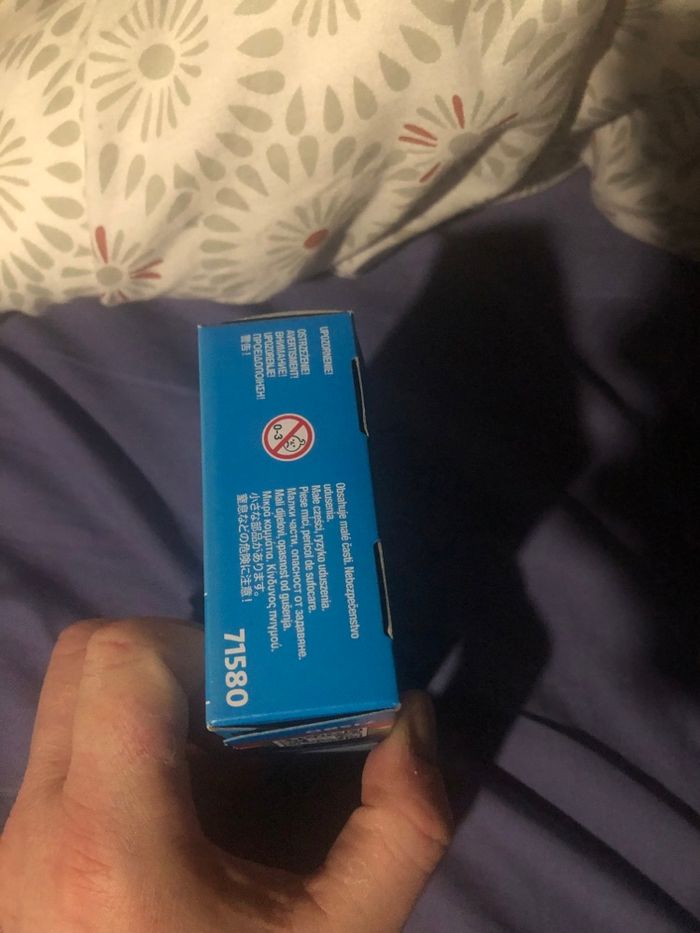 UPOZORNENIE!
OSTRZEŻENIE!
AVERTISMENT!
ВНИМАНИЕ!
UPOZORENJE!
ΠΡΟΕΙΔΟΠΟΙΗΣΗ!
警告！
0-3
Obsahuje malé časti. Nebezpečenstvo
udusenia.
Małe części, ryzyko uduszenia.
Piese mici, pericol de sufocare.
Малки части, опасност от задавяне.
Mali dijelovi, opasnost od gušenja.
Μικρά κομμάτια. Κίνδυνος πνιγμού.
小さな部品があります。
窒息などの危険に注意！
71580